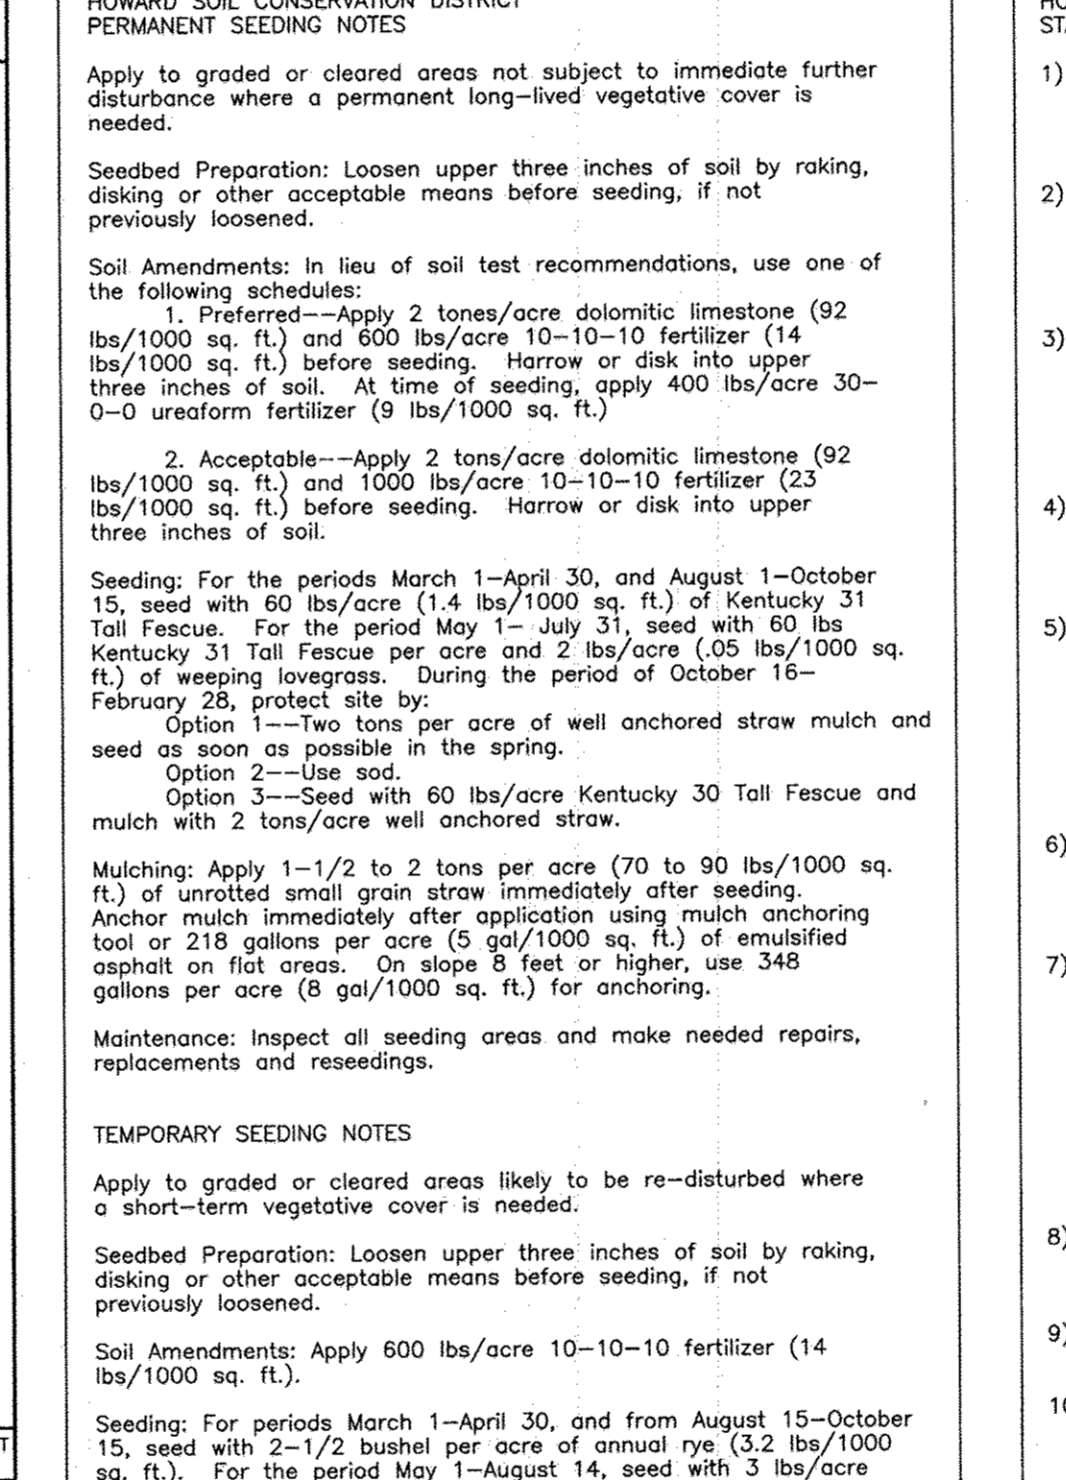 HOWARD SOIL CONSERVATION DISTRICT
PERMANENT SEEDING NOTES
Apply to graded or cleared areas not subject to immediate further
disturbance where a permanent long-lived vegetative cover is
needed.
Seedbed Preparation: Loosen upper three inches of soil by raking,
disking or other acceptable means before seeding, if not
previously loosened.
Soil Amendments: In lieu of soil test recommendations, use one of
the following schedules:
1. Preferred--Apply 2 tones/acre dolomitic limestone (92
lbs/1000 sq. ft.) and 600 lbs/acre 10-10-10 fertilizer (14
lbs/1000 sq. ft.) before seeding. Harrow or disk into upper
three inches of soil. At time of seeding, apply 400 lbs/acre 30-
0-0 ureaform fertilizer (9 lbs/1000 sq. ft.)
2. Acceptable--Apply 2 tons/acre dolomitic limestone (92
lbs/1000 sq. ft.) and 1000 lbs/acre 10-10-10 fertilizer (23
lbs/1000 sq. ft.) before seeding. Harrow or disk into upper
three inches of soil.
Seeding: For the periods March 1-April 30, and August 1-October
15, seed with 60 lbs/acre (1.4 lbs/1000 sq. ft.) of Kentucky 31
Tall Fescue. For the period May 1- July 31, seed with 60 lbs
Kentucky 31 Tall Fescue per acre and 2 lbs/acre (.05 lbs/1000 sq.
ft.) of weeping lovegrass. During the period of October 16-
February 28, protect site by:
Option 1--Two tons per acre of well anchored straw mulch and
seed as soon as possible in the spring.
Option 2--Use sod.
Option 3--Seed with 60 lbs/acre Kentucky 30 Tall Fescue and
mulch with 2 tons/acre well anchored straw.
Mulching: Apply 1-1/2 to 2 tons per acre (70 to 90 lbs/1000 sq.
ft.) of unrotted small grain straw immediately after seeding.
Anchor mulch immediately after application using mulch anchoring
tool or 218 gallons per acre (5 gal/1000 sq. ft.) of emulsified
asphalt on flat areas. On slope 8 feet or higher, use 348
gallons per acre (8 gal/1000 sq. ft.) for anchoring.
Maintenance: Inspect all seeding areas and make needed repairs,
replacements and reseedings.
TEMPORARY SEEDING NOTES
Apply to graded or cleared areas likely to be re-disturbed where
a short-term vegetative cover is needed.
Seedbed Preparation: Loosen upper three inches of soil by raking,
disking or other acceptable means before seeding, if not
previously loosened.
Soil Amendments: Apply 600 lbs/acre 10-10-10 fertilizer (14
lbs/1000 sq. ft.).
Seeding: For periods March 1-April 30, and from August 15-October
15, seed with 2-1/2 bushel per acre of annual rye (3.2 lbs/1000
sq. ft.). For the period May 1-August 14, seed with 3 lbs/acre
T
1)
2)
3)
4)
5)
6)
7)
8)
9)